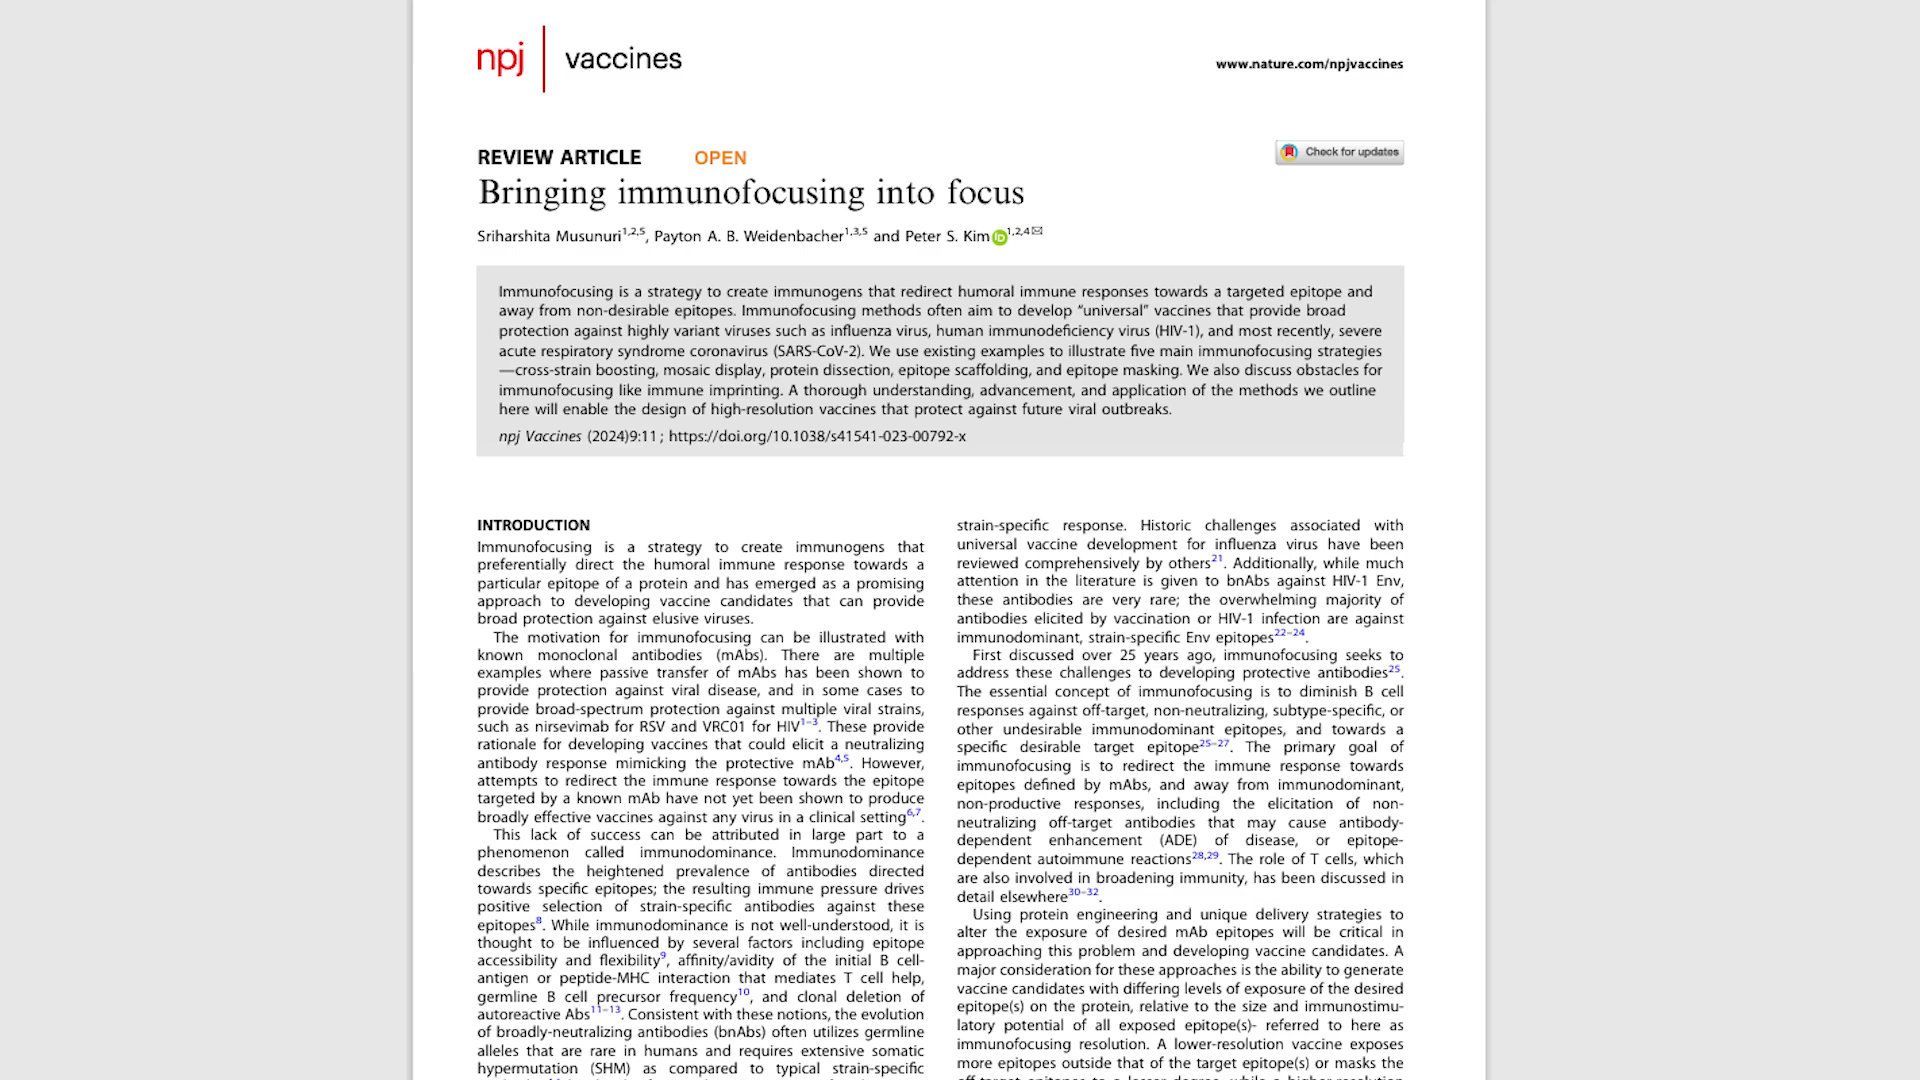 npj | vaccines
www.nature.com/npjvaccines
REVIEW ARTICLE OPEN
Check for updates
Bringing immunofocusing into focus
Sriharshita Musunuri1,2,5, Payton A. B. Weidenbacher1,3,5 and Peter S. Kim iD 1,2,4✉
Immunofocusing is a strategy to create immunogens that redirect humoral immune responses towards a targeted epitope and
away from non-desirable epitopes. Immunofocusing methods often aim to develop “universal” vaccines that provide broad
protection against highly variant viruses such as influenza virus, human immunodeficiency virus (HIV-1), and most recently, severe
acute respiratory syndrome coronavirus (SARS-CoV-2). We use existing examples to illustrate five main immunofocusing strategies
—cross-strain boosting, mosaic display, protein dissection, epitope scaffolding, and epitope masking. We also discuss obstacles for
immunofocusing like immune imprinting. A thorough understanding, advancement, and application of the methods we outline
here will enable the design of high-resolution vaccines that protect against future viral outbreaks.
npj Vaccines (2024)9:11 ; https://doi.org/10.1038/s41541-023-00792-x
INTRODUCTION
Immunofocusing is a strategy to create immunogens that
preferentially direct the humoral immune response towards a
particular epitope of a protein and has emerged as a promising
approach to developing vaccine candidates that can provide
broad protection against elusive viruses.
The motivation for immunofocusing can be illustrated with
known monoclonal antibodies (mAbs). There are multiple
examples where passive transfer of mAbs has been shown to
provide protection against viral disease, and in some cases to
provide broad-spectrum protection against multiple viral strains,
such as nirsevimab for RSV and VRC01 for HIV1–3. These provide
rationale for developing vaccines that could elicit a neutralizing
antibody response mimicking the protective mAb4,5. However,
attempts to redirect the immune response towards the epitope
targeted by a known mAb have not yet been shown to produce
broadly effective vaccines against any virus in a clinical setting6,7.
This lack of success can be attributed in large part to a
phenomenon called immunodominance. Immunodominance
describes the heightened prevalence of antibodies directed
towards specific epitopes; the resulting immune pressure drives
positive selection of strain-specific antibodies against these
epitopes8. While immunodominance is not well-understood, it is
thought to be influenced by several factors including epitope
accessibility and flexibility9, affinity/avidity of the initial B cell-
antigen or peptide-MHC interaction that mediates T cell help,
germline B cell precursor frequency10, and clonal deletion of
autoreactive Abs11–13. Consistent with these notions, the evolution
of broadly-neutralizing antibodies (bnAbs) often utilizes germline
alleles that are rare in humans and requires extensive somatic
hypermutation (SHM) as compared to typical strain-specific
strain-specific response. Historic challenges associated with
universal vaccine development for influenza virus have been
reviewed comprehensively by others21. Additionally, while much
attention in the literature is given to bnAbs against HIV-1 Env,
these antibodies are very rare; the overwhelming majority of
antibodies elicited by vaccination or HIV-1 infection are against
immunodominant, strain-specific Env epitopes22–24.
First discussed over 25 years ago, immunofocusing seeks to
address these challenges to developing protective antibodies25.
The essential concept of immunofocusing is to diminish B cell
responses against off-target, non-neutralizing, subtype-specific, or
other undesirable immunodominant epitopes, and towards a
specific desirable target epitope25–27. The primary goal of
immunofocusing is to redirect the immune response towards
epitopes defined by mAbs, and away from immunodominant,
non-productive responses, including the elicitation of non-
neutralizing off-target antibodies that may cause antibody-
dependent enhancement (ADE) of disease, or epitope-
dependent autoimmune reactions28,29. The role of T cells, which
are also involved in broadening immunity, has been discussed in
detail elsewhere30–32.
Using protein engineering and unique delivery strategies to
alter the exposure of desired mAb epitopes will be critical in
approaching this problem and developing vaccine candidates. A
major consideration for these approaches is the ability to generate
vaccine candidates with differing levels of exposure of the desired
epitope(s) on the protein, relative to the size and immunostimu-
latory potential of all exposed epitope(s)- referred to here as
immunofocusing resolution. A lower-resolution vaccine exposes
more epitopes outside that of the target epitope(s) or masks the